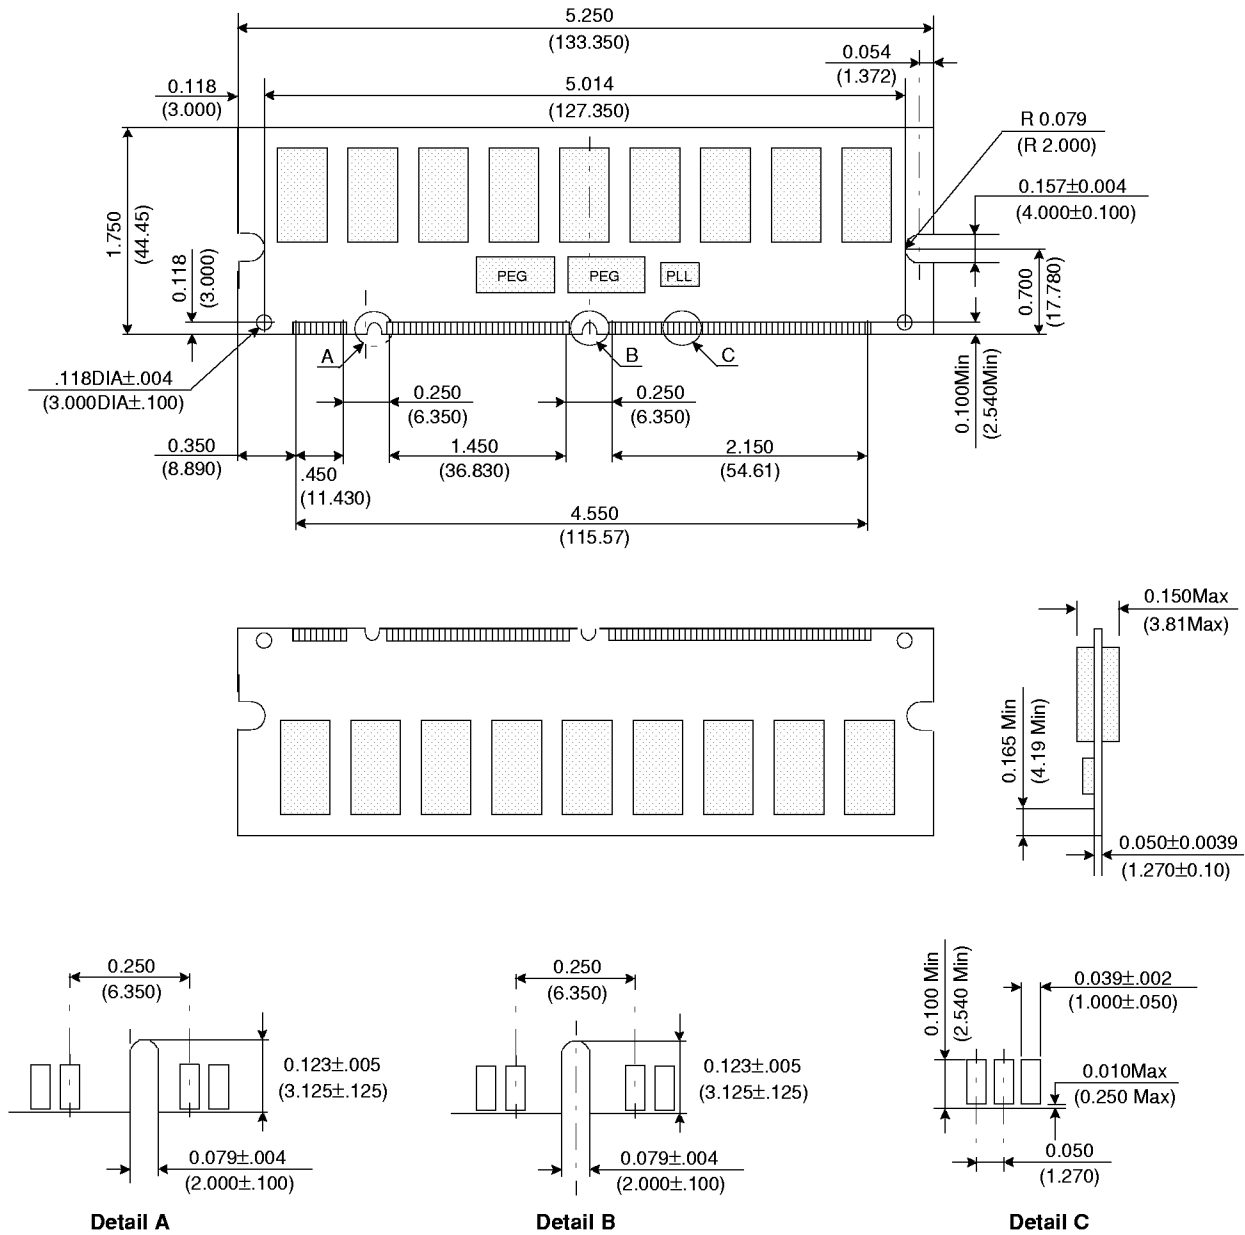 5.250
(133.350)
0.054
(1.372)
0.118
(3.000)
5.014
(127.350)
R 0.079
(R 2.000)
0.157±0.004
(4.000±0.100)
1.750
(44.45)
0.118
(3.000)
PEG
PEG
PLL
0.700
(17.780)
A
B
C
.118DIA±.004
(3.000DIA±.100)
0.250
(6.350)
0.250
(6.350)
0.100Min
(2.540Min)
0.350
(8.890)
.450
(11.430)
1.450
(36.830)
2.150
(54.61)
4.550
(115.57)
0.150Max
(3.81Max)
0.165 Min
(4.19 Min)
0.050±0.0039
(1.270±0.10)
0.250
(6.350)
0.123±.005
(3.125±.125)
0.079±.004
(2.000±.100)
Detail A
0.250
(6.350)
0.123±.005
(3.125±.125)
0.079±.004
(2.000±.100)
Detail B
0.100 Min
(2.540 Min)
0.039±.002
(1.000±.050)
0.010Max
(0.250 Max)
0.050
(1.270)
Detail C